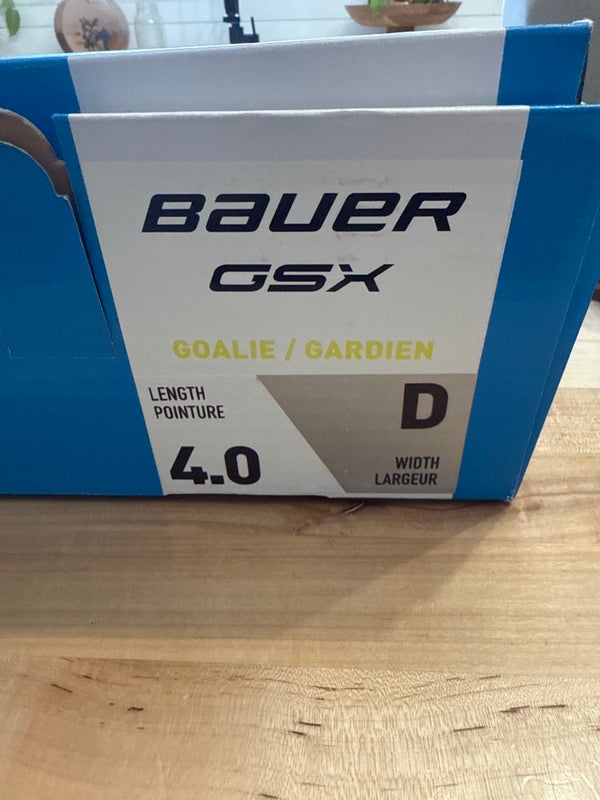 BAUER
GSX
GOALIE / GARDIEN
LENGTH
POINTURE
4.0
D
WIDTH
LARGEUR